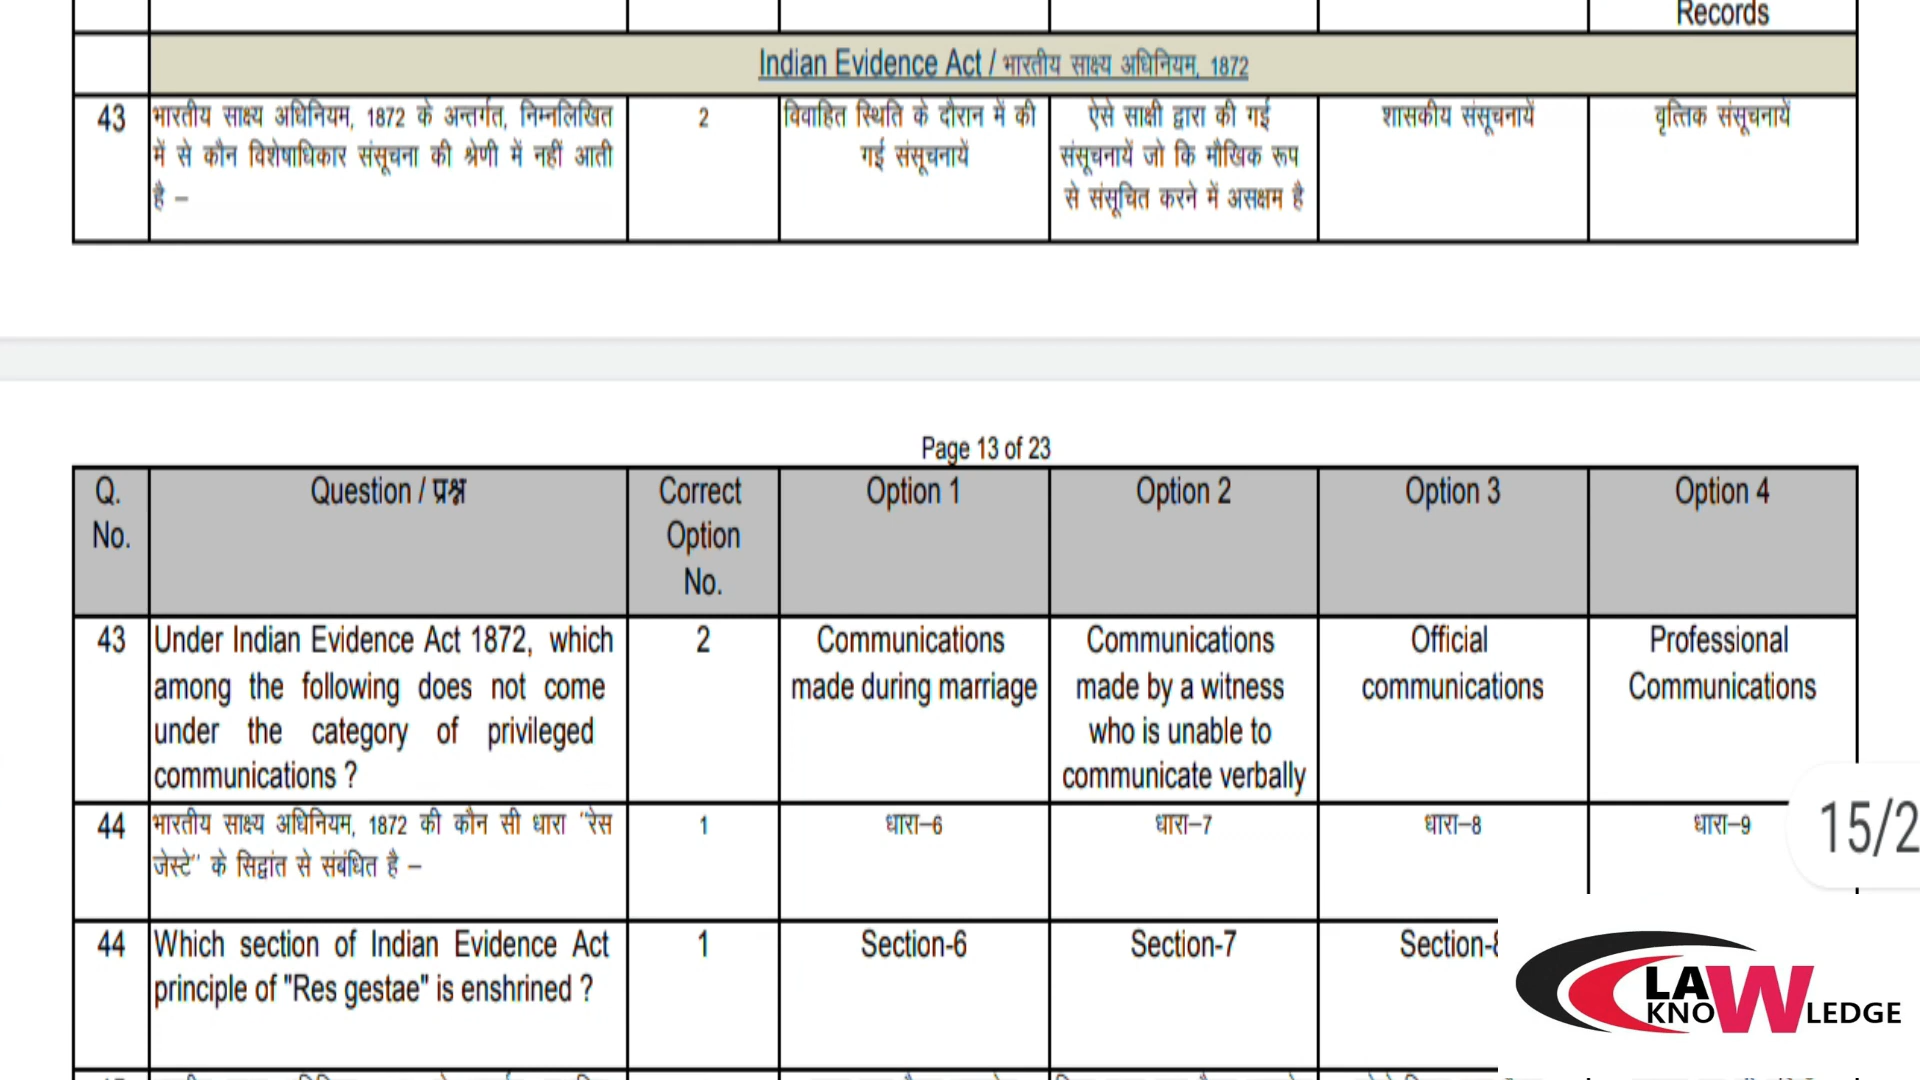 Records
Indian Evidence Act / भारतीय साक्ष्य अधिनियम, 1872
43
भारतीय साक्ष्य अधिनियम, 1872 के अन्तर्गत, निम्नलिखित
में से कौन विशेषाधिकार संसूचना की श्रेणी में नहीं आती
है –
2
विवाहित स्थिति के दौरान में की
गई संसूचनायें
ऐसे साक्षी द्वारा की गई
संसूचनायें जो कि मौखिक रूप
से संसूचित करने में असक्षम है
शासकीय संसूचनायें
वृत्तिक संसूचनायें
Page 13 of 23
Q.
No.
Question / प्रश्न
Correct
Option
No.
Option 1
Option 2
Option 3
Option 4
43
Under Indian Evidence Act 1872, which
among the following does not come
under the category of privileged
communications ?
2
Communications
made during marriage
Communications
made by a witness
who is unable to
communicate verbally
Official
communications
Professional
Communications
44
भारतीय साक्ष्य अधिनियम, 1872 की कौन सी धारा "रेस
जेस्टे" के सिद्वांत से संबंधित है –
1
धारा–6
धारा–7
धारा–8
धारा–9
15/2
44
Which section of Indian Evidence Act
principle of "Res gestae" is enshrined ?
1
Section-6
Section-7
Section-8
LAW
KNOWLEDGE